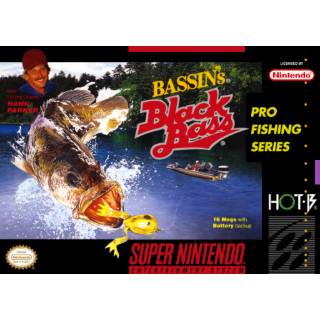 LICENSED BY
Nintendo
BASSIN's
Black
Bass
HANK
PARKER
PRO
FISHING
SERIES
16 Megs with
Battery backup
HOT·B
SUPER NINTENDO
ENTERTAINMENT SYSTEM